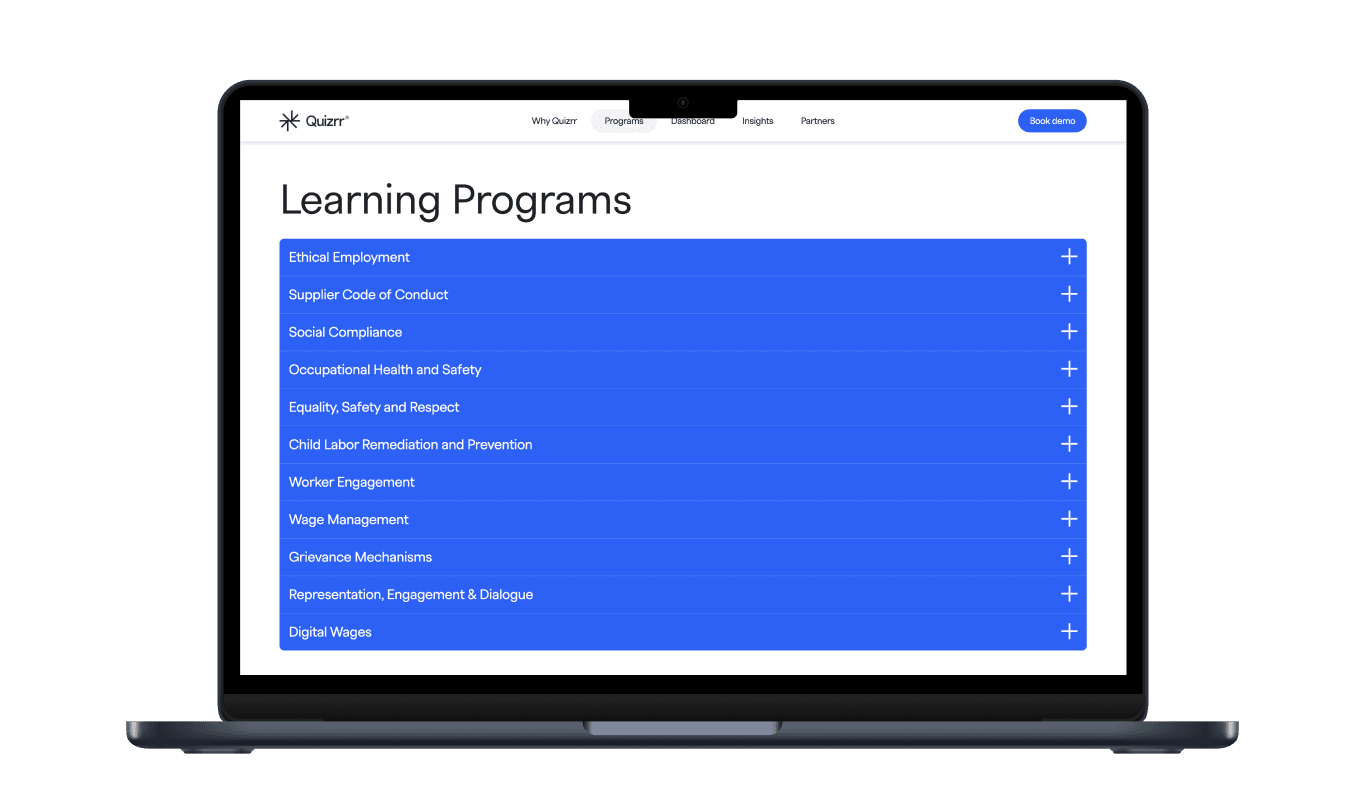 Quizrr®
Why Quizrr
Programs
Dashboard
Insights
Partners
Book demo
Learning Programs
Ethical Employment
Supplier Code of Conduct
Social Compliance
Occupational Health and Safety
Equality, Safety and Respect
Child Labor Remediation and Prevention
Worker Engagement
Wage Management
Grievance Mechanisms
Representation, Engagement & Dialogue
Digital Wages